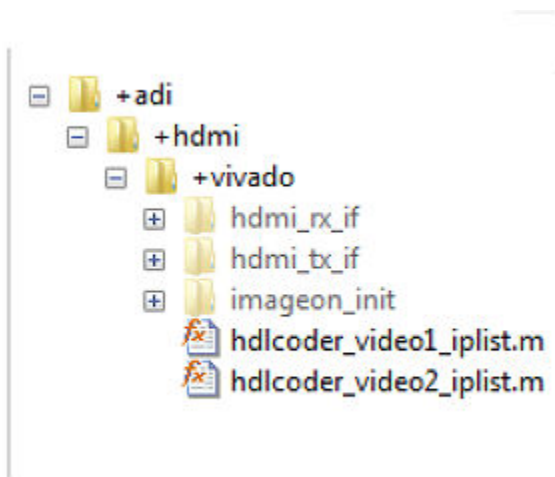 +adi
+hdmi
+vivado
hdmi_rx_if
hdmi_tx_if
imageon_init
hdlcoder_video1_iplist.m
hdlcoder_video2_iplist.m